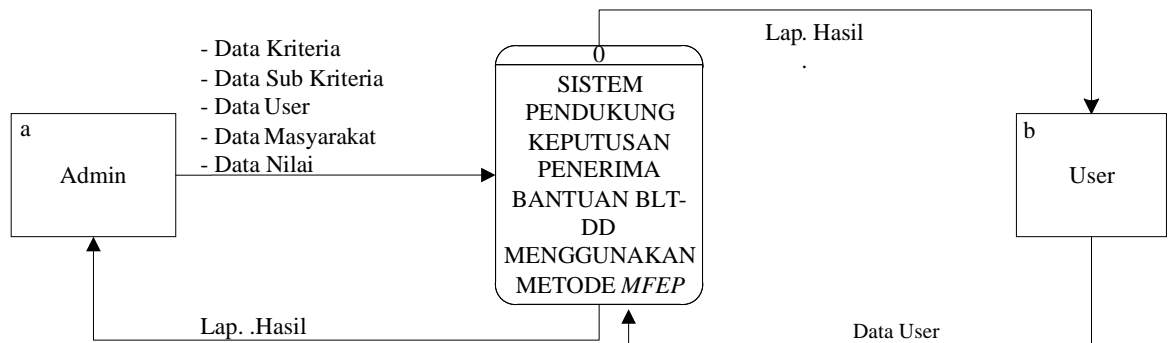 a
Admin
- Data Kriteria
- Data Sub Kriteria
- Data User
- Data Masyarakat
- Data Nilai
0
SISTEM
PENDUKUNG
KEPUTUSAN
PENERIMA
BANTUAN BLT-
DD
MENGGUNAKAN
METODE MFEP
Lap. Hasil
.
b
User
Lap. .Hasil
Data User